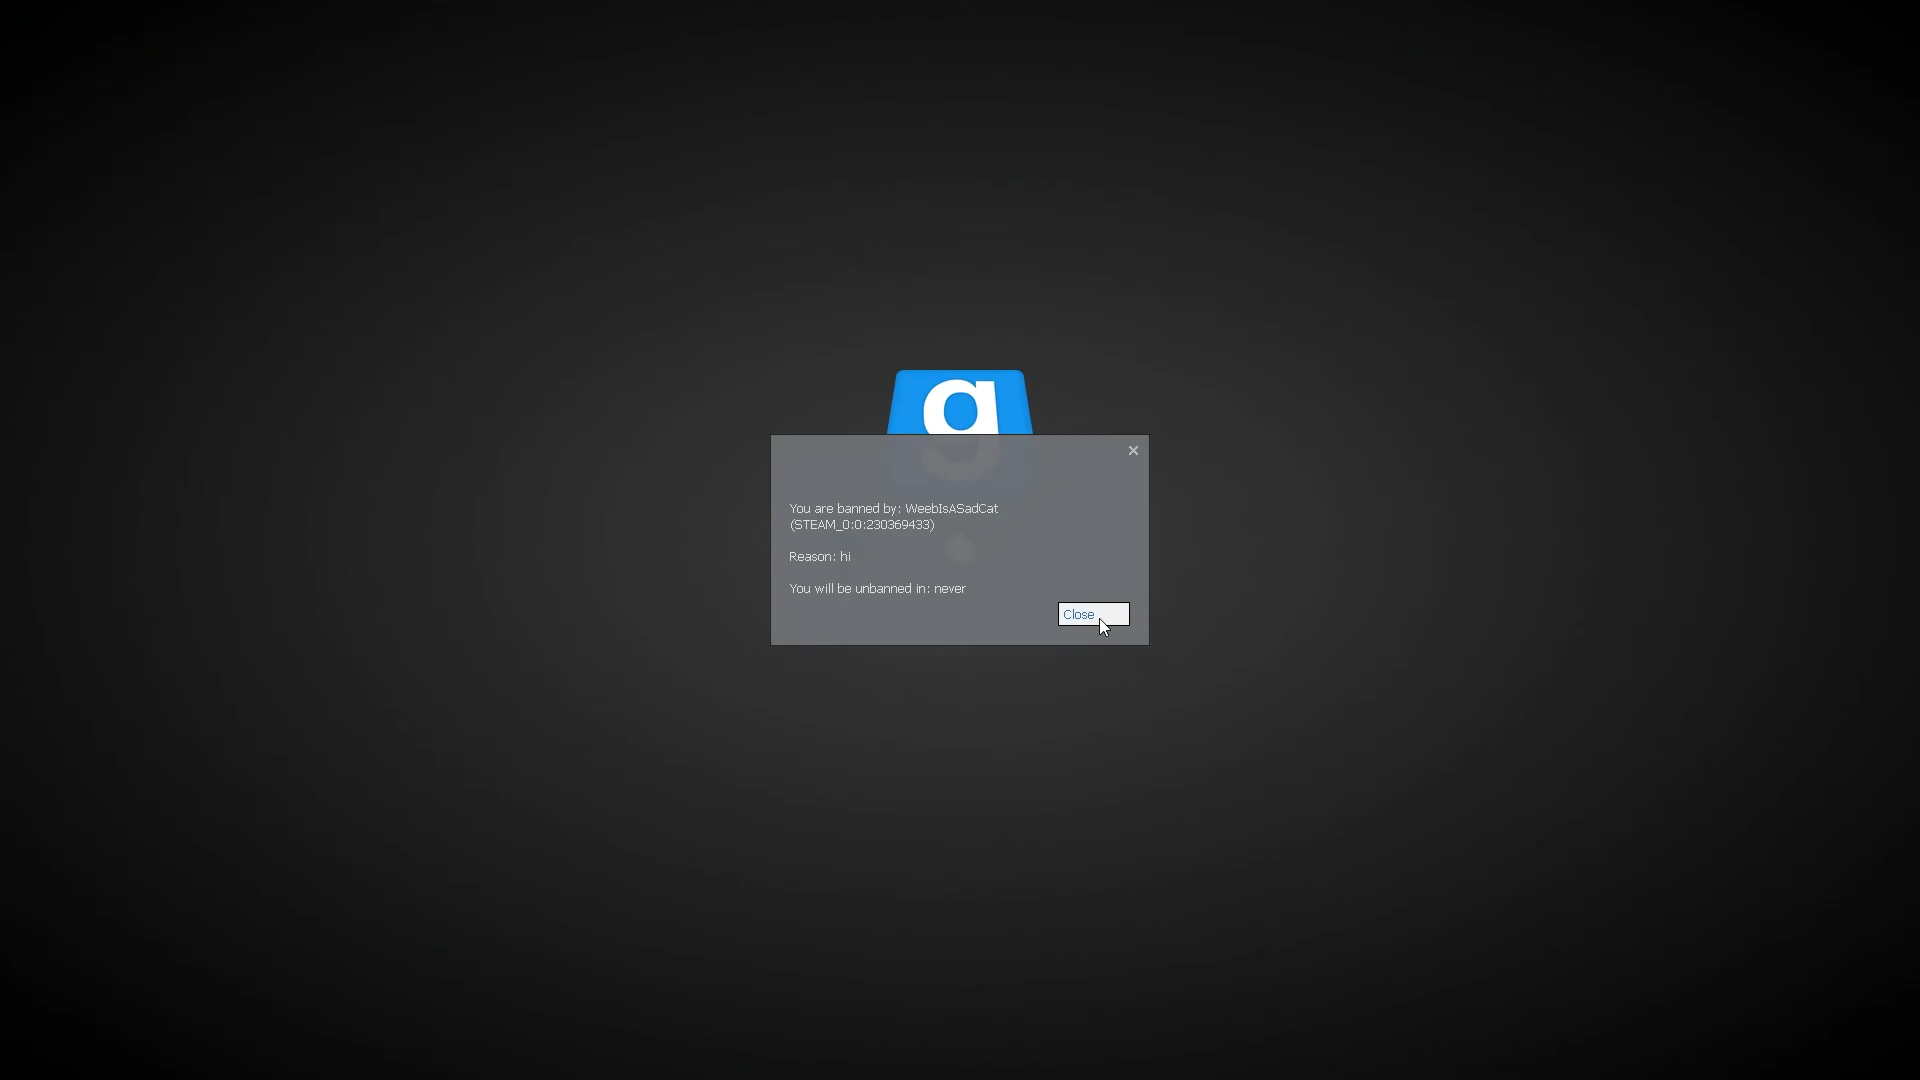 g
You are banned by: WeebIsASadCat
(STEAM_0:0:230369433)
Reason: hi
You will be unbanned in: never
Close